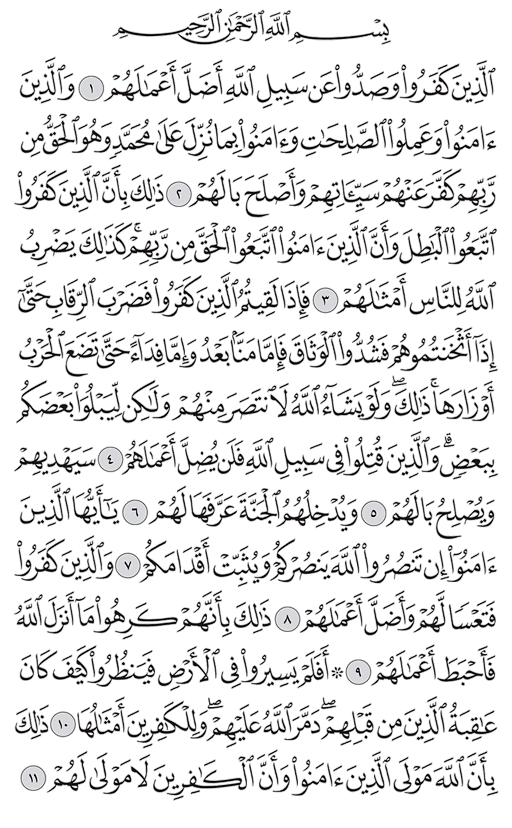 بِسْمِ ٱللَّهِ ٱلرَّحْمَٰنِ ٱلرَّحِيمِ
ٱلَّذِينَ كَفَرُوا۟ وَصَدُّوا۟ عَن سَبِيلِ ٱللَّهِ أَضَلَّ أَعْمَٰلَهُمْ ١ وَٱلَّذِينَ
ءَامَنُوا۟ وَعَمِلُوا۟ ٱلصَّٰلِحَٰتِ وَءَامَنُوا۟ بِمَا نُزِّلَ عَلَىٰ مُحَمَّدٍ وَهُوَ ٱلْحَقُّ مِن
رَّبِّهِمْ كَفَّرَ عَنْهُمْ سَيِّـَٔاتِهِمْ وَأَصْلَحَ بَالَهُمْ ٢ ذَٰلِكَ بِأَنَّ ٱلَّذِينَ كَفَرُوا۟
ٱتَّبَعُوا۟ ٱلْبَٰطِلَ وَأَنَّ ٱلَّذِينَ ءَامَنُوا۟ ٱتَّبَعُوا۟ ٱلْحَقَّ مِن رَّبِّهِمْ ۚ كَذَٰلِكَ يَضْرِبُ
ٱللَّهُ لِلنَّاسِ أَمْثَٰلَهُمْ ٣ فَإِذَا لَقِيتُمُ ٱلَّذِينَ كَفَرُوا۟ فَضَرْبَ ٱلرِّقَابِ حَتَّىٰٓ
إِذَآ أَثْخَنتُمُوهُمْ فَشُدُّوا۟ ٱلْوَثَاقَ فَإِمَّا مَنًّۢا بَعْدُ وَإِمَّا فِدَآءً حَتَّىٰ تَضَعَ ٱلْحَرْبُ
أَوْزَارَهَا ۚ ذَٰلِكَ ۖ وَلَوْ يَشَآءُ ٱللَّهُ لَٱنتَصَرَ مِنْهُمْ وَلَٰكِن لِّيَبْلُوَا۟ بَعْضَكُم
بِبَعْضٍ ۗ وَٱلَّذِينَ قُتِلُوا۟ فِى سَبِيلِ ٱللَّهِ فَلَن يُضِلَّ أَعْمَٰلَهُمْ ٤ سَيَهْدِيهِمْ
وَيُصْلِحُ بَالَهُمْ ٥ وَيُدْخِلُهُمُ ٱلْجَنَّةَ عَرَّفَهَا لَهُمْ ٦ يَٰٓأَيُّهَا ٱلَّذِينَ
ءَامَنُوٓا۟ إِن تَنصُرُوا۟ ٱللَّهَ يَنصُرْكُمْ وَيُثَبِّتْ أَقْدَامَكُمْ ٧ وَٱلَّذِينَ كَفَرُوا۟
فَتَعْسًا لَّهُمْ وَأَضَلَّ أَعْمَٰلَهُمْ ٨ ذَٰلِكَ بِأَنَّهُمْ كَرِهُوا۟ مَآ أَنزَلَ ٱللَّهُ
فَأَحْبَطَ أَعْمَٰلَهُمْ ٩ ۞ أَفَلَمْ يَسِيرُوا۟ فِى ٱلْأَرْضِ فَيَنظُرُوا۟ كَيْفَ كَانَ
عَٰقِبَةُ ٱلَّذِينَ مِن قَبْلِهِمْ ۖ دَمَّرَ ٱللَّهُ عَلَيْهِمْ ۖ وَلِلْكَٰفِرِينَ أَمْثَٰلُهَا ١٠ ذَٰلِكَ
بِأَنَّ ٱللَّهَ مَوْلَى ٱلَّذِينَ ءَامَنُوا۟ وَأَنَّ ٱلْكَٰفِرِينَ لَا مَوْلَىٰ لَهُمْ ١١